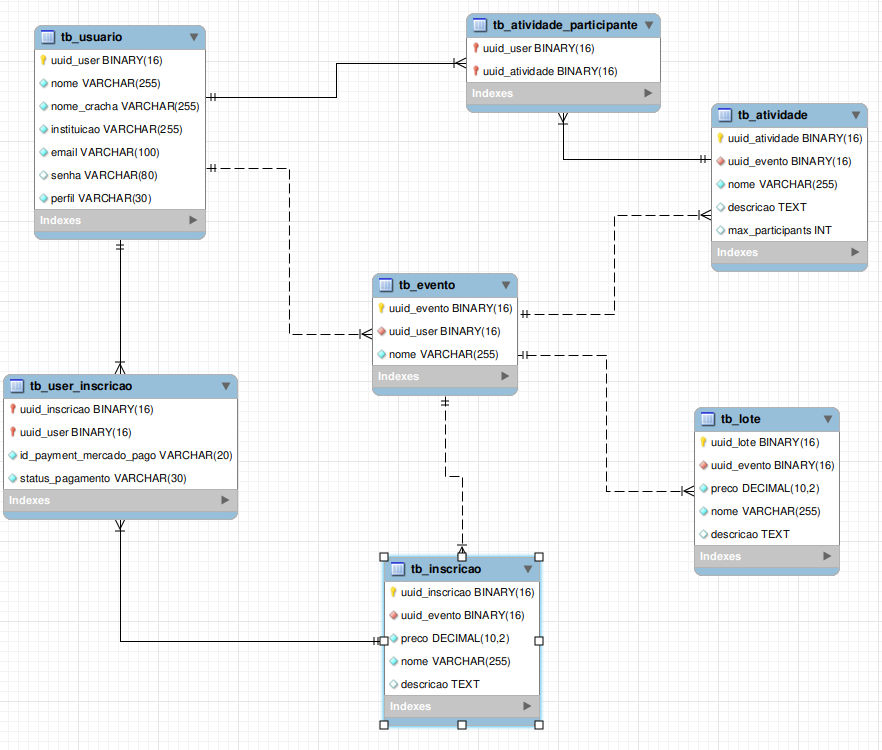 tb_usuario
uuid_user BINARY(16)
nome VARCHAR(255)
nome_cracha VARCHAR(255)
instituicao VARCHAR(255)
email VARCHAR(100)
senha VARCHAR(80)
perfil VARCHAR(30)
Indexes
tb_atividade_participante
uuid_user BINARY(16)
uuid_atividade BINARY(16)
Indexes
tb_atividade
uuid_atividade BINARY(16)
uuid_evento BINARY(16)
nome VARCHAR(255)
descricao TEXT
max_participants INT
Indexes
tb_evento
uuid_evento BINARY(16)
uuid_user BINARY(16)
nome VARCHAR(255)
Indexes
tb_user_inscricao
uuid_inscricao BINARY(16)
uuid_user BINARY(16)
id_payment_mercado_pago VARCHAR(20)
status_pagamento VARCHAR(30)
Indexes
tb_lote
uuid_lote BINARY(16)
uuid_evento BINARY(16)
preco DECIMAL(10,2)
nome VARCHAR(255)
descricao TEXT
Indexes
tb_inscricao
uuid_inscricao BINARY(16)
uuid_evento BINARY(16)
preco DECIMAL(10,2)
nome VARCHAR(255)
descricao TEXT
Indexes